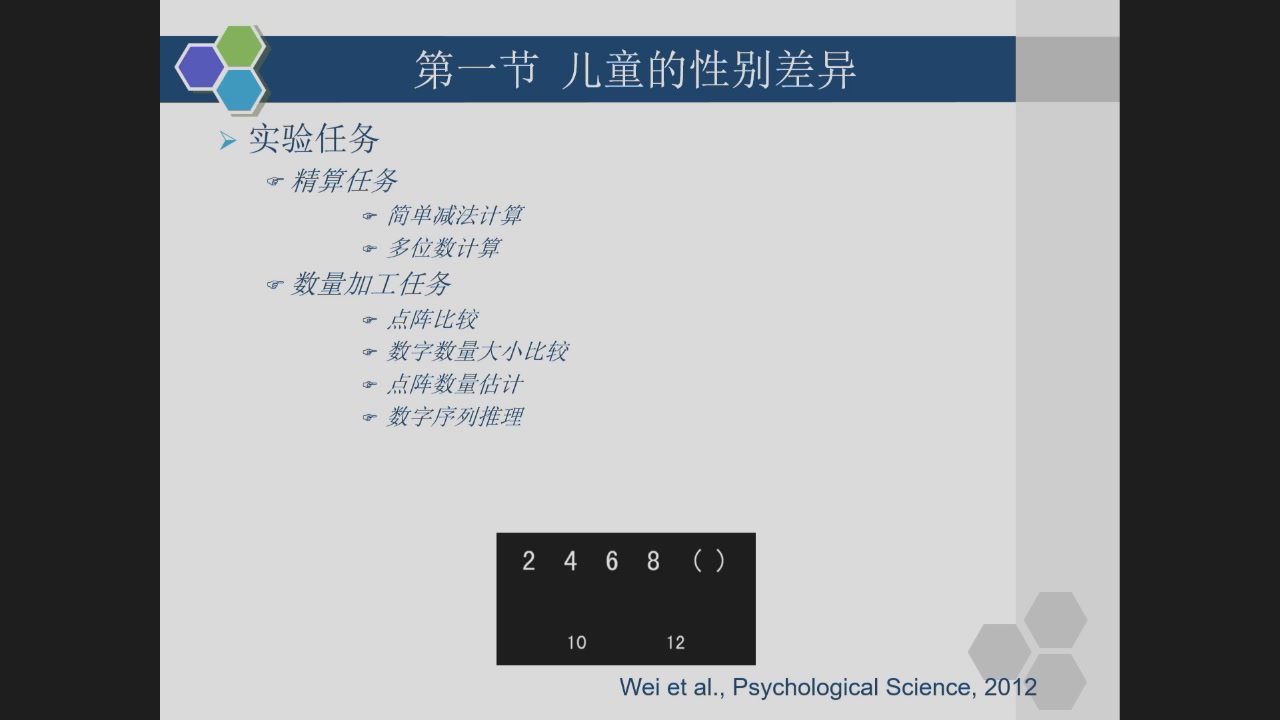 第一节 儿童的性别差异
实验任务
精算任务
简单减法计算
多位数计算
数量加工任务
点阵比较
数字数量大小比较
点阵数量估计
数字序列推理
2 4 6 8 ( )
10 12
Wei et al., Psychological Science, 2012